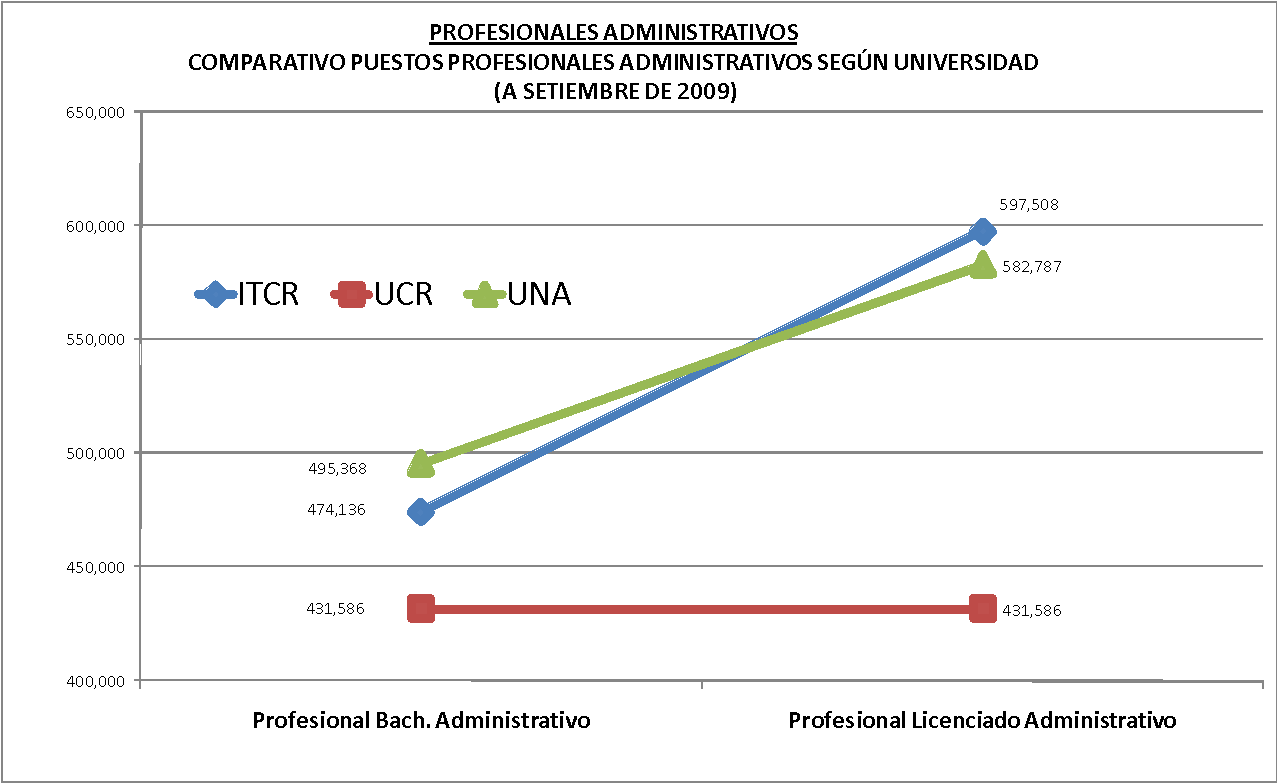 PROFESIONALES ADMINISTRATIVOS
COMPARATIVO PUESTOS PROFESIONALES ADMINISTRATIVOS SEGÚN UNIVERSIDAD
(A SETIEMBRE DE 2009)
650,000
600,000
550,000
500,000
450,000
400,000
ITCR UCR UNA
597,508
582,787
495,368
474,136
431,586
431,586
Profesional Bach. Administrativo
Profesional Licenciado Administrativo